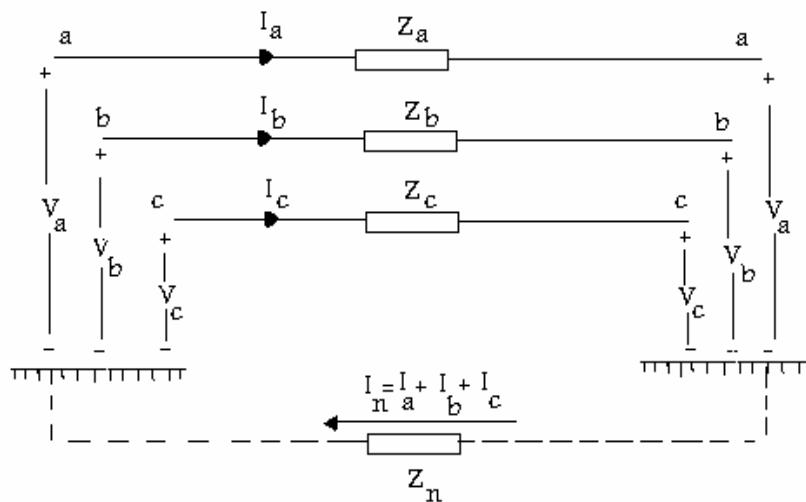 I_a Z_a
a a
+ +
I_b Z_b
b b
+ +
I_c Z_c
c c
+ +
V_a V_b V_c V_c V_b V_a
- - - - -- -
I_n = I_a + I_b + I_c
Z_n